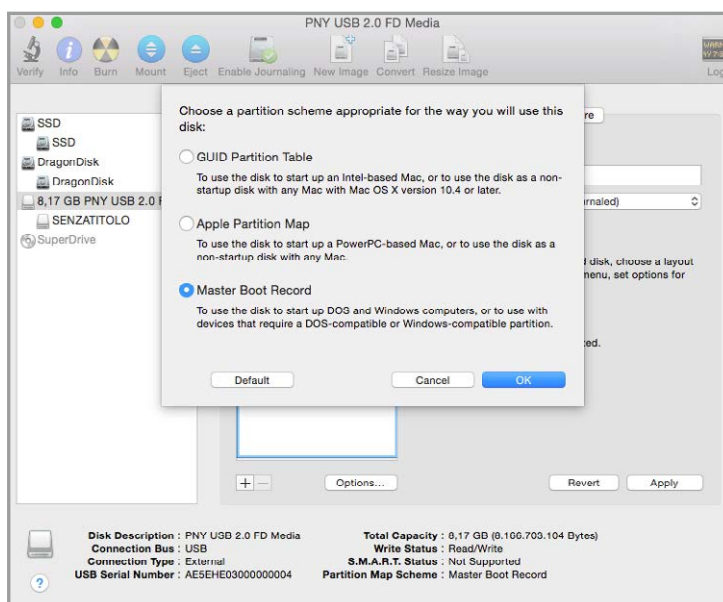 PNY USB 2.0 FD Media
Verify Info Burn Mount Eject Enable Journaling New Image Convert Resize Image Log
WARN
Choose a partition scheme appropriate for the way you will use this
disk:
GUID Partition Table
To use the disk to start up an Intel-based Mac, or to use the disk as a non-
startup disk with any Mac with Mac OS X version 10.4 or later.
Apple Partition Map
To use the disk to start up a PowerPC-based Mac, or to use the disk as a
non-startup disk with any Mac.
Master Boot Record
To use the disk to start up DOS and Windows computers, or to use with
devices that require a DOS-compatible or Windows-compatible partition.
Default Cancel OK
SSD
SSD
DragonDisk
DragonDisk
8,17 GB PNY USB 2.0 F
SENZATITOLO
SuperDrive
re
rnaled)
d disk, choose a layout
menu, set options for
ted.
+ − Options... Revert Apply
Disk Description : PNY USB 2.0 FD Media Total Capacity : 8,17 GB (8.166.703.104 Bytes)
Connection Bus : USB Write Status : Read/Write
Connection Type : External S.M.A.R.T. Status : Not Supported
USB Serial Number : AE5EHE03000000004 Partition Map Scheme : Master Boot Record
?